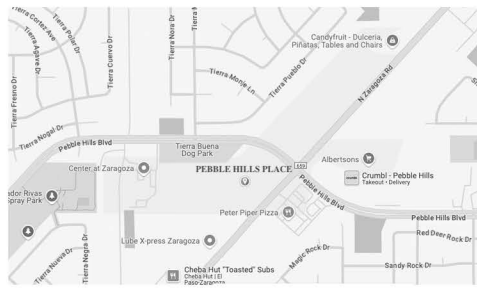 Tierra Cortez Ave
Tierra Polar Dr
Tierra Agave Dr
Tierra Cuervo Dr
Tierra Nora Dr
Tierra Fresno Dr
Tierra Monje Ln
Tierra Pueblo Dr
Candyfruit - Dulceria,
Piñatas, Tables and Chairs
N Zaragoza Rd
Tierra Nogal Dr
Pebble Hills Blvd
Tierra Buena
Dog Park
659
Albertsons
Center at Zaragoza
PEBBLE HILLS PLACE
Crumbl - Pebble Hills
Takeout • Delivery
ador Rivas
Spray Park
Pebble Hills Blvd
Peter Piper Pizza
Pebble Hills Blvd
Red Deer Rock Dr
Lube X-press Zaragoza
Magic Rock Dr
Sandy Rock Dr
Tierra Nueva Dr
Tierra Negra Dr
Cheba Hut "Toasted" Subs
Cheba Hut | El
Paso Zaragoza